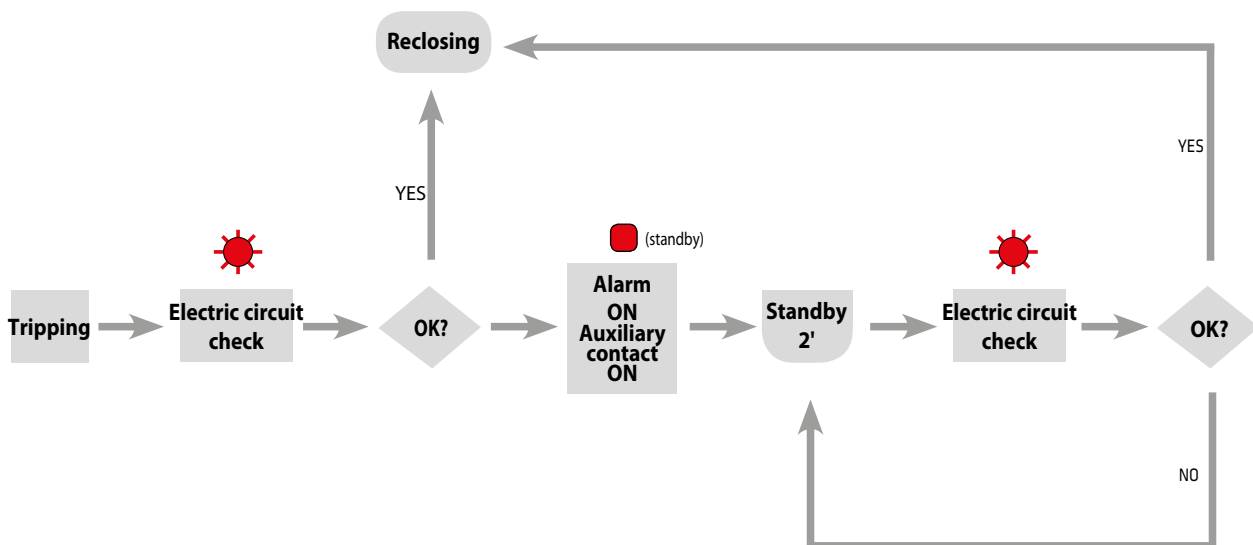 Reclosing
YES
YES
(standby)
Tripping
Electric circuit
check
OK?
Alarm
ON
Auxiliary
contact
ON
Standby
2'
Electric circuit
check
OK?
NO